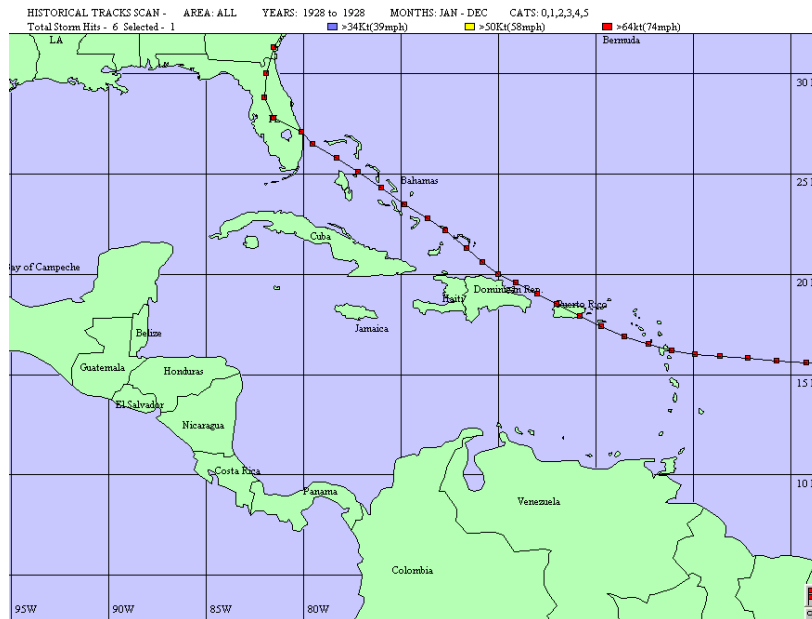 HISTORICAL TRACKS SCAN - AREA: ALL YEARS: 1928 to 1928 MONTHS: JAN - DEC CATS: 0,1,2,3,4,5
Total Storm Hits - 6 Selected - 1 >34Kt(39mph) >50Kt(58mph) >64kt(74mph)
LA Bermuda
30
FL
Bahamas 25
Cuba
Bay of Campeche 20
Haiti Dominican Rep. Puerto Rico
Jamaica
Belize
Guatemala Honduras 15
El Salvador
Nicaragua
Costa Rica 10
Panama Venezuela
Colombia
95W 90W 85W 80W